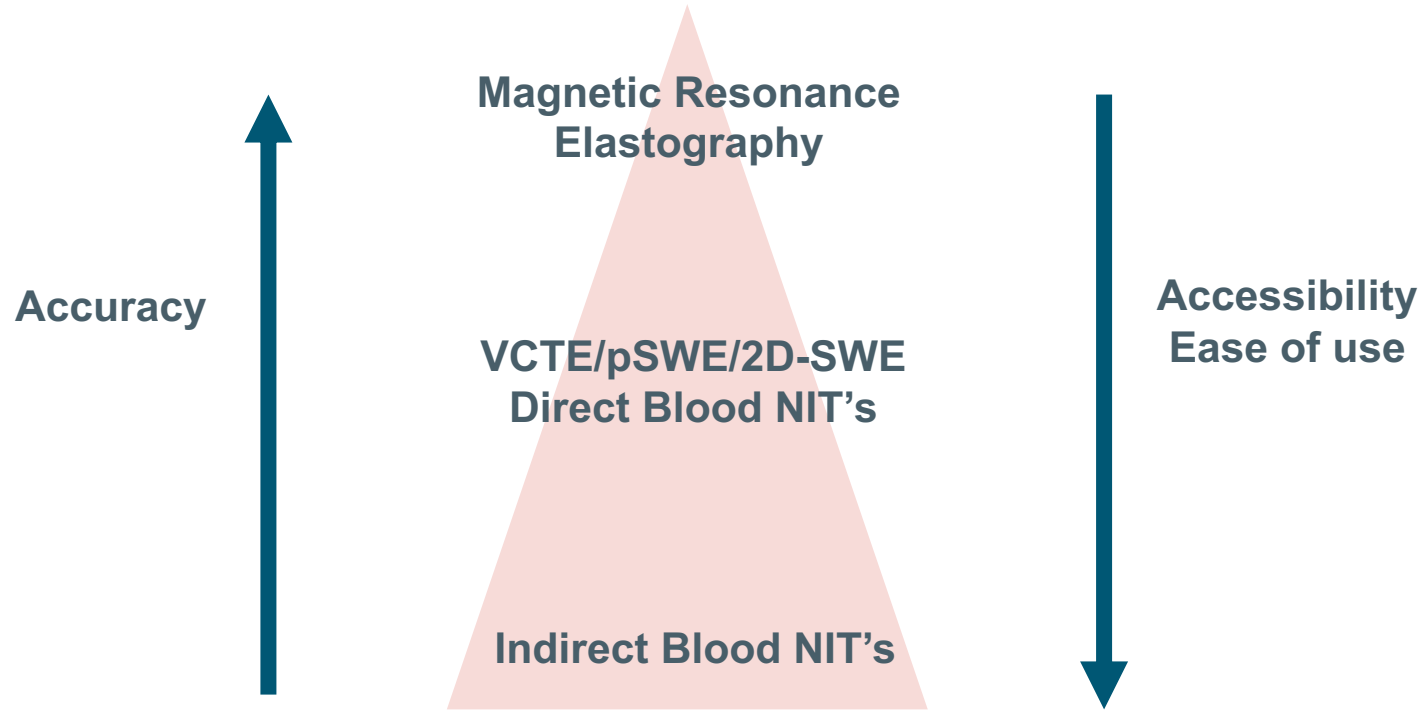 Magnetic Resonance
Elastography
Accuracy
Accessibility
Ease of use
VCTE/pSWE/2D-SWE
Direct Blood NIT’s
Indirect Blood NIT’s